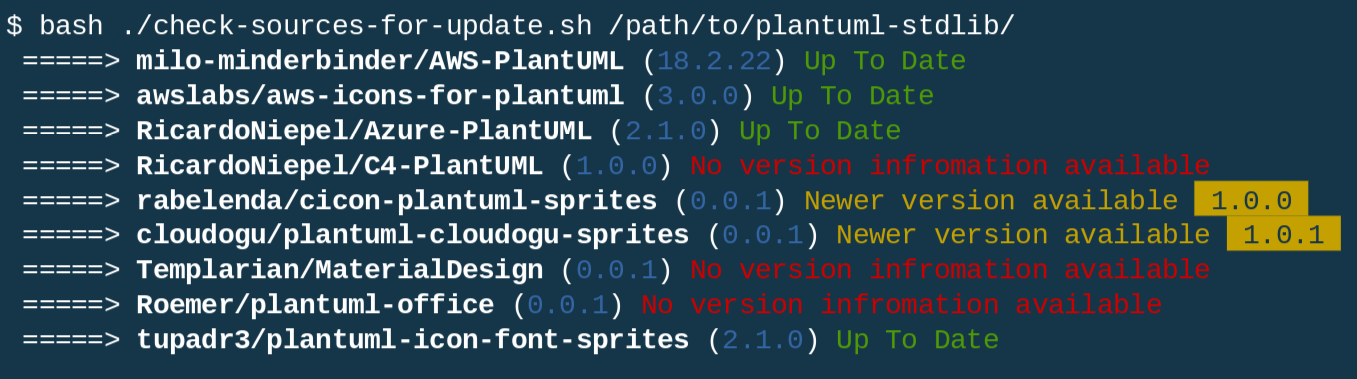 $ bash ./check-sources-for-update.sh /path/to/plantuml-stdlib/
=====> milo-minderbinder/AWS-PlantUML (18.2.22) Up To Date
=====> awslabs/aws-icons-for-plantuml (3.0.0) Up To Date
=====> RicardoNiepel/Azure-PlantUML (2.1.0) Up To Date
=====> RicardoNiepel/C4-PlantUML (1.0.0) No version infromation available
=====> rabelenda/cicon-plantuml-sprites (0.0.1) Newer version available 1.0.0
=====> cloudogu/plantuml-cloudogu-sprites (0.0.1) Newer version available 1.0.1
=====> Templarian/MaterialDesign (0.0.1) No version infromation available
=====> Roemer/plantuml-office (0.0.1) No version infromation available
=====> tupadr3/plantuml-icon-font-sprites (2.1.0) Up To Date